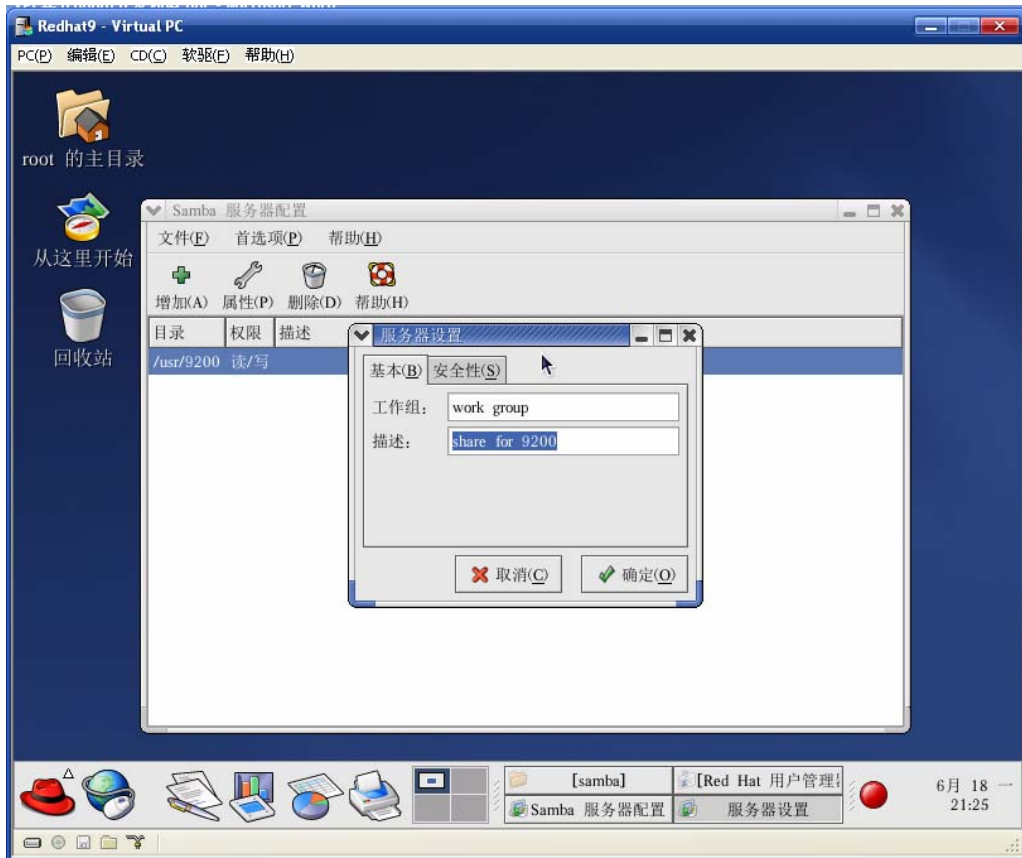 Redhat9 - Virtual PC
PC(P) 编辑(E) CD(C) 软驱(F) 帮助(H)
root 的主目录
从这里开始
回收站
Samba 服务器配置
文件(F) 首选项(P) 帮助(H)
增加(A) 属性(P) 删除(D) 帮助(H)
目录 权限 描述
/usr/9200 读/写
服务器设置
基本(B) 安全性(S)
工作组： work group
描述： share for 9200
取消(C) 确定(O)
[samba] [Red Hat 用户管理
Samba 服务器配置 服务器设置
6月 18 一
21:25